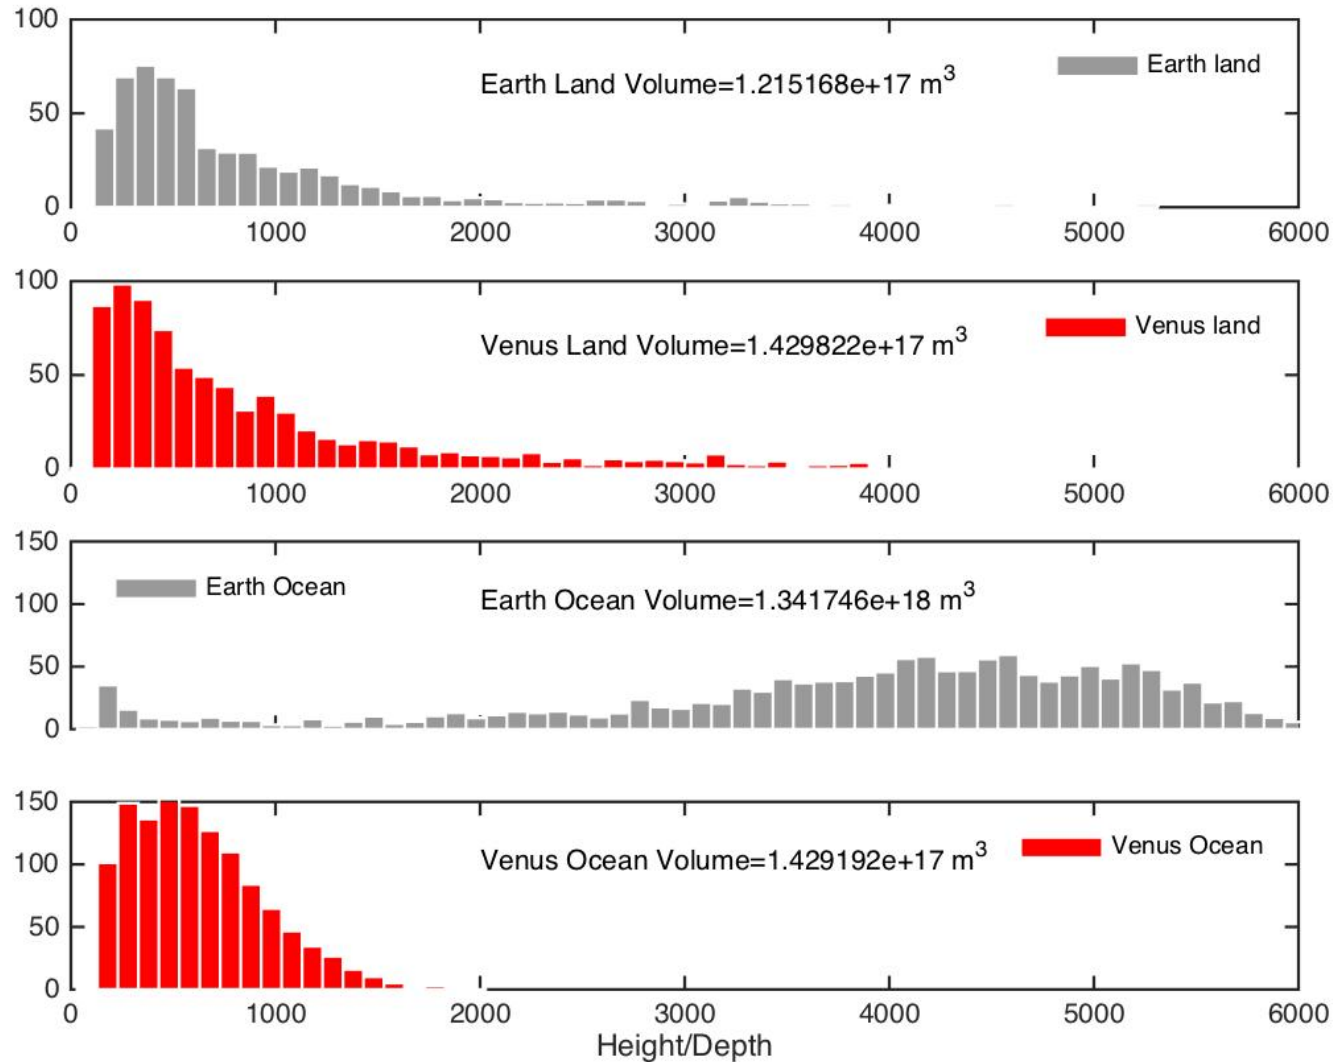 100
50
0
Earth Land Volume=1.215168e+17 m3
Earth land
0 1000 2000 3000 4000 5000 6000
100
50
0
Venus Land Volume=1.429822e+17 m3
Venus land
0 1000 2000 3000 4000 5000 6000
150
100
50
0
Earth Ocean
Earth Ocean Volume=1.341746e+18 m3
150
100
50
0
Venus Ocean Volume=1.429192e+17 m3
Venus Ocean
0 1000 2000 3000 4000 5000 6000
Height/Depth